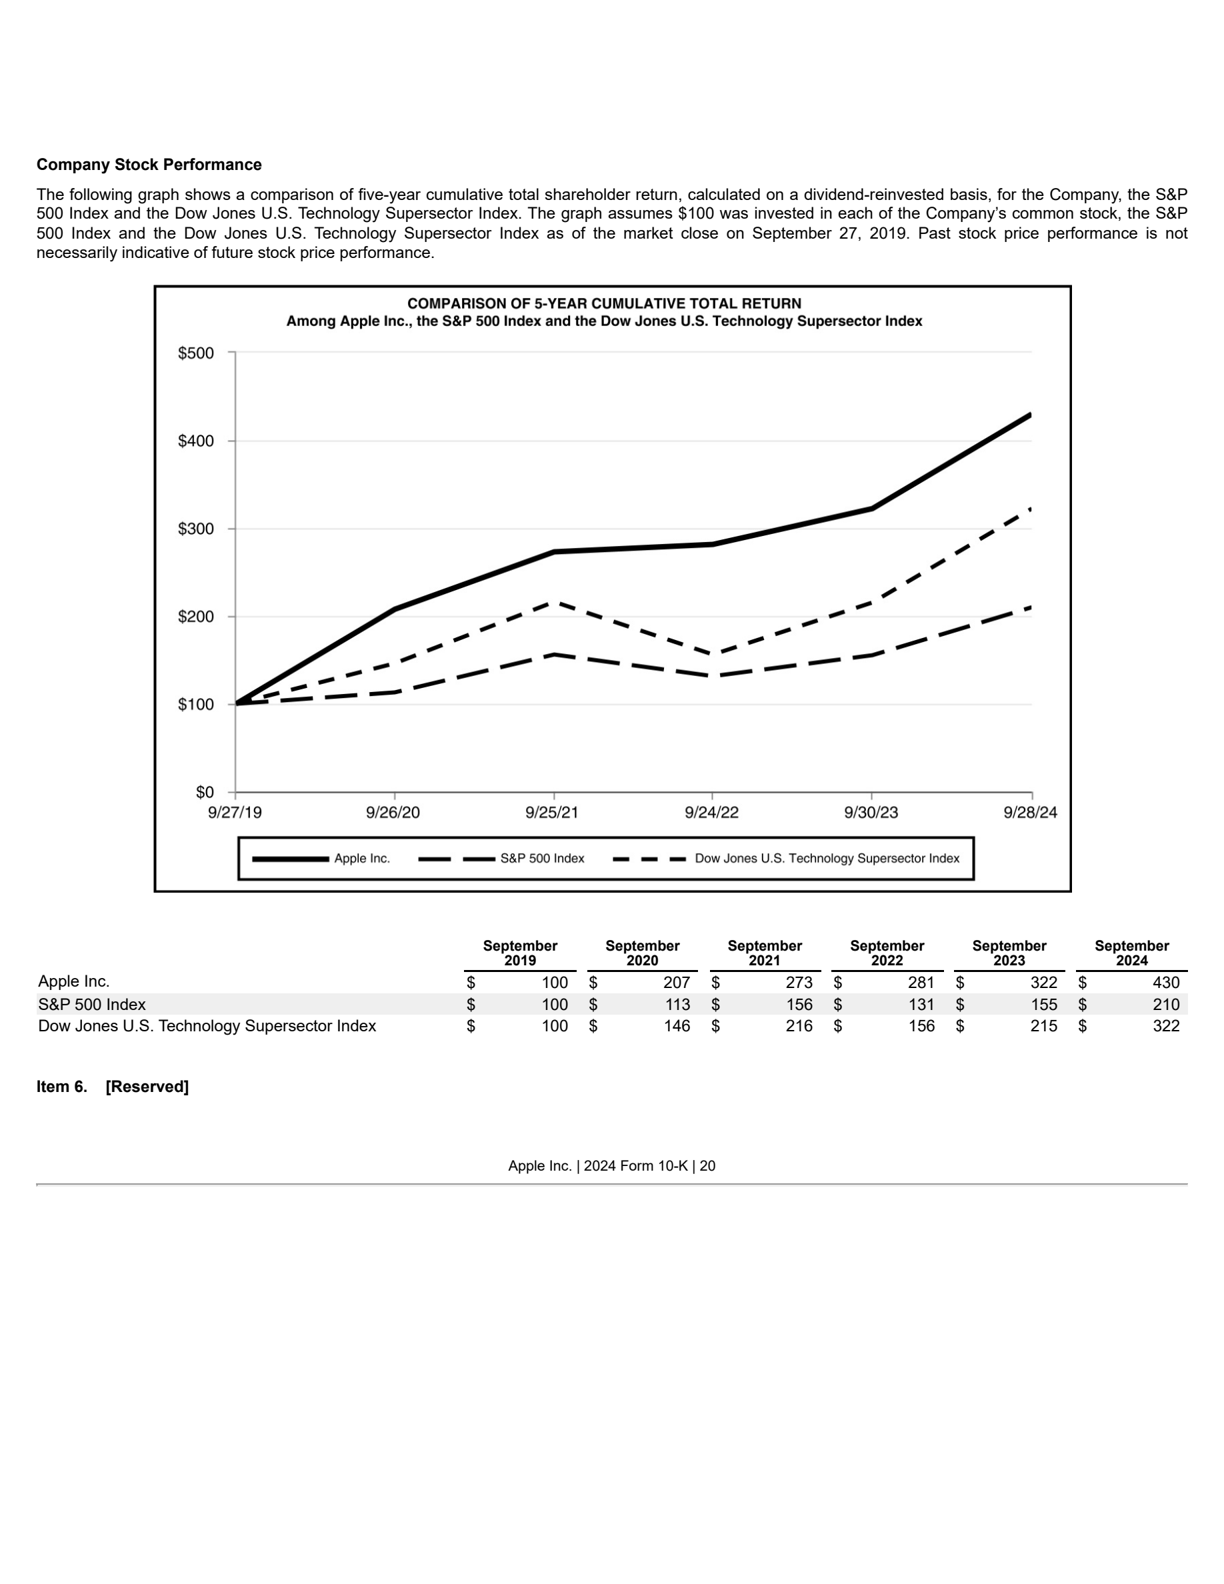 Company Stock Performance
The following graph shows a comparison of five-year cumulative total shareholder return, calculated on a dividend-reinvested basis, for the Company, the S&P
500 Index and the Dow Jones U.S. Technology Supersector Index. The graph assumes $100 was invested in each of the Company’s common stock, the S&P
500 Index and the Dow Jones U.S. Technology Supersector Index as of the market close on September 27, 2019. Past stock price performance is not
necessarily indicative of future stock price performance.
COMPARISON OF 5-YEAR CUMULATIVE TOTAL RETURN
Among Apple Inc., the S&P 500 Index and the Dow Jones U.S. Technology Supersector Index
$500
$400
$300
$200
$100
$0
9/27/19 9/26/20 9/25/21 9/24/22 9/30/23 9/28/24
Apple Inc. S&P 500 Index Dow Jones U.S. Technology Supersector Index
September September September September September September
2019 2020 2021 2022 2023 2024
Apple Inc. $ 100 $ 207 $ 273 $ 281 $ 322 $ 430
S&P 500 Index $ 100 $ 113 $ 156 $ 131 $ 155 $ 210
Dow Jones U.S. Technology Supersector Index $ 100 $ 146 $ 216 $ 156 $ 215 $ 322
Item 6. [Reserved]
Apple Inc. | 2024 Form 10-K | 20